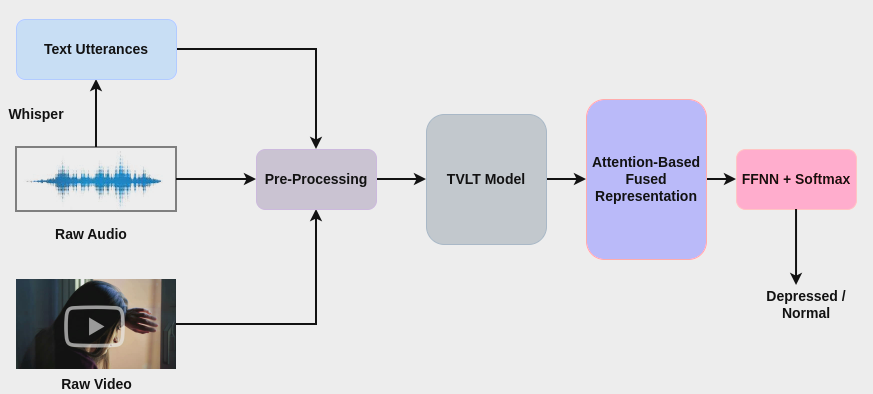 Text Utterances
Whisper
Raw Audio
Raw Video
Pre-Processing
TVLT Model
Attention-Based
Fused
Representation
FFNN + Softmax
Depressed /
Normal